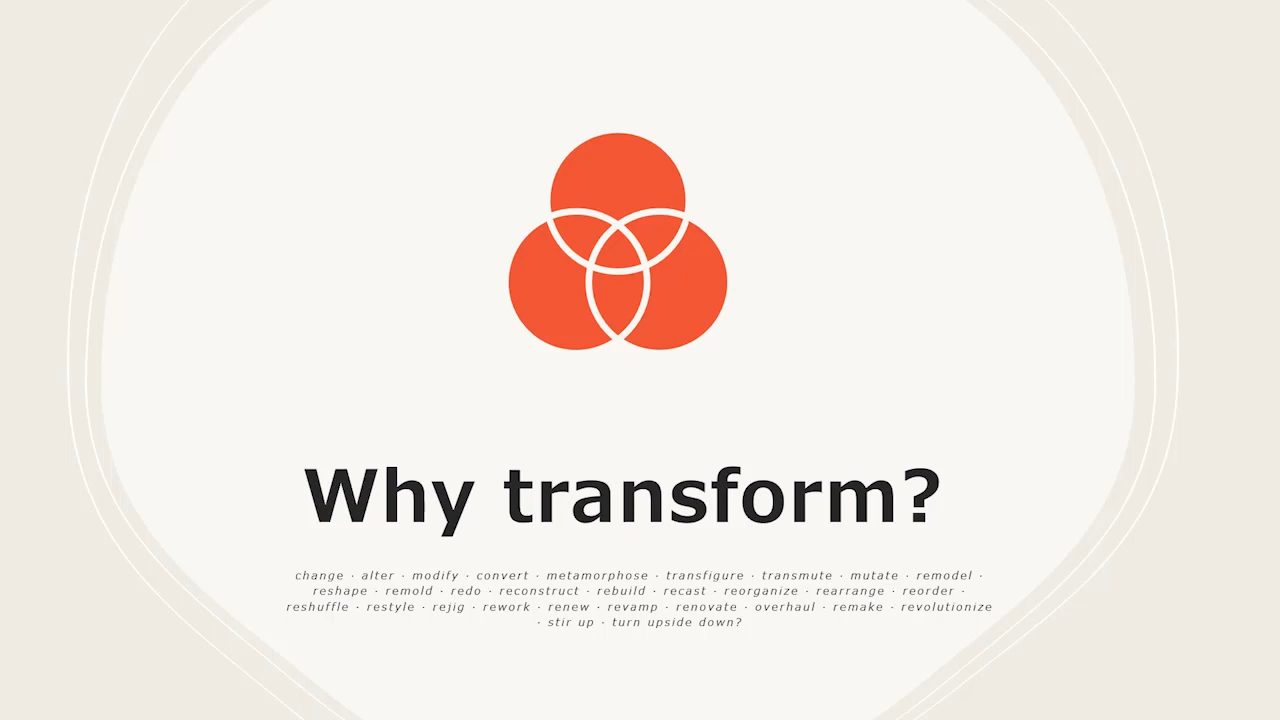 Why transform?
change · alter · modify · convert · metamorphose · transfigure · transmute · mutate · remodel ·
reshape · remold · redo · reconstruct · rebuild · recast · reorganize · rearrange · reorder ·
reshuffle · restyle · rejig · rework · renew · revamp · renovate · overhaul · remake · revolutionize
· stir up · turn upside down?